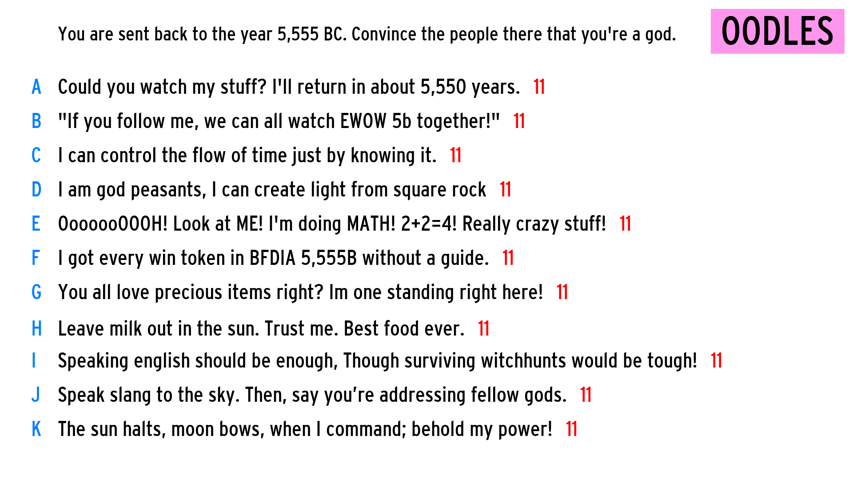 You are sent back to the year 5,555 BC. Convince the people there that you're a god.
OODLES
A Could you watch my stuff? I'll return in about 5,550 years. 11
B "If you follow me, we can all watch EWOW 5b together!" 11
C I can control the flow of time just by knowing it. 11
D I am god peasants, I can create light from square rock 11
E OoooooOOOH! Look at ME! I'm doing MATH! 2+2=4! Really crazy stuff! 11
F I got every win token in BFDIA 5,555B without a guide. 11
G You all love precious items right? Im one standing right here! 11
H Leave milk out in the sun. Trust me. Best food ever. 11
I Speaking english should be enough, Though surviving witchhunts would be tough! 11
J Speak slang to the sky. Then, say you’re addressing fellow gods. 11
K The sun halts, moon bows, when I command; behold my power! 11